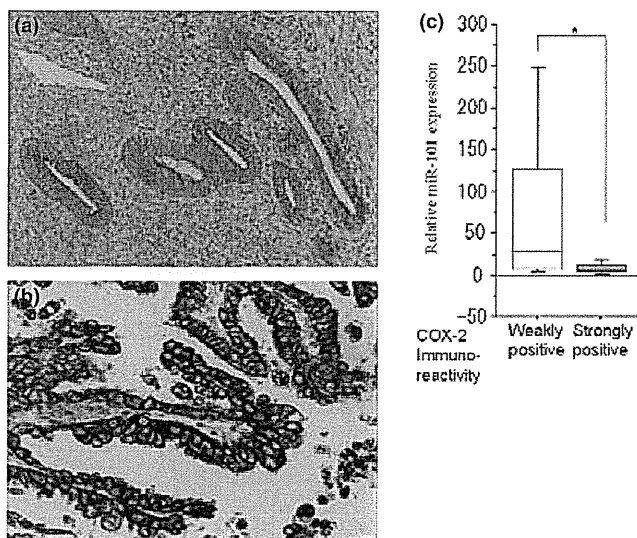 (a)
(b)
(c)
*
Relative miR-101 expression
300
250
200
150
100
50
0
−50
COX-2
Immuno-
reactivity
Weakly
positive
Strongly
positive